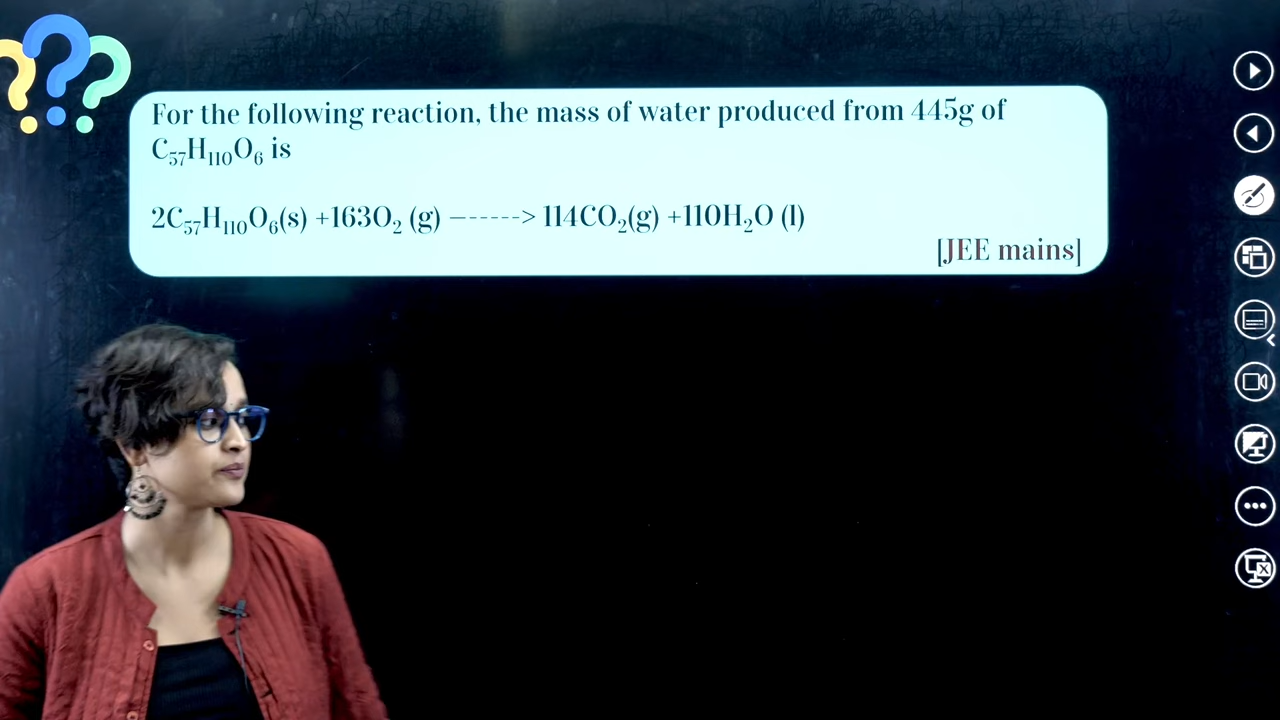 ???
For the following reaction, the mass of water produced from 445g of
C₅₇H₁₁₀O₆ is
2C₅₇H₁₁₀O₆(s) +163O₂ (g) ------> 114CO₂(g) +110H₂O (l)
[JEE mains]